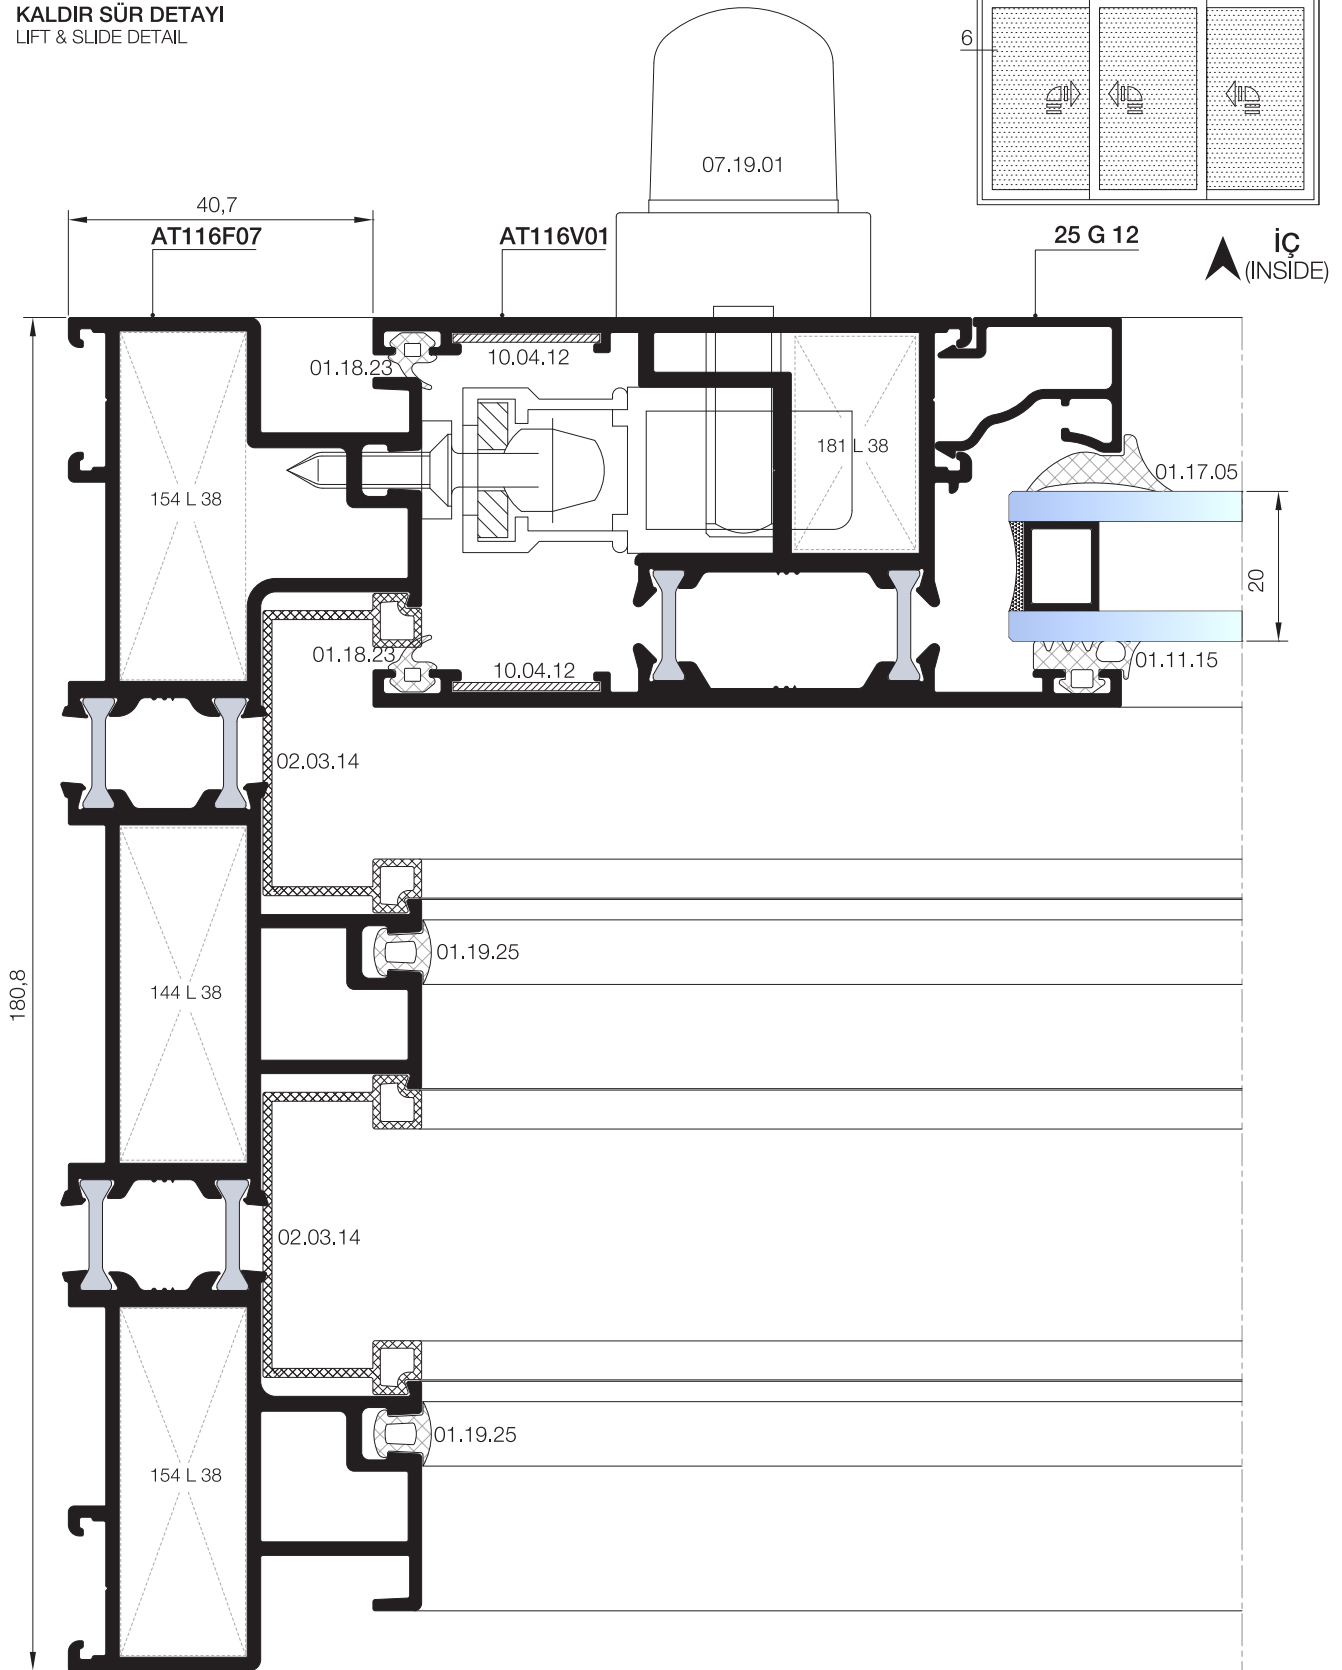 KALDIR SÜR DETAYI
LIFT & SLIDE DETAIL
6
07.19.01
40,7
AT116F07
AT116V01
25 G 12
İÇ
(INSIDE)
01.18.23
10.04.12
181 L 38
01.17.05
154 L 38
20
01.18.23
10.04.12
01.11.15
02.03.14
01.19.25
144 L 38
180,8
02.03.14
01.19.25
154 L 38